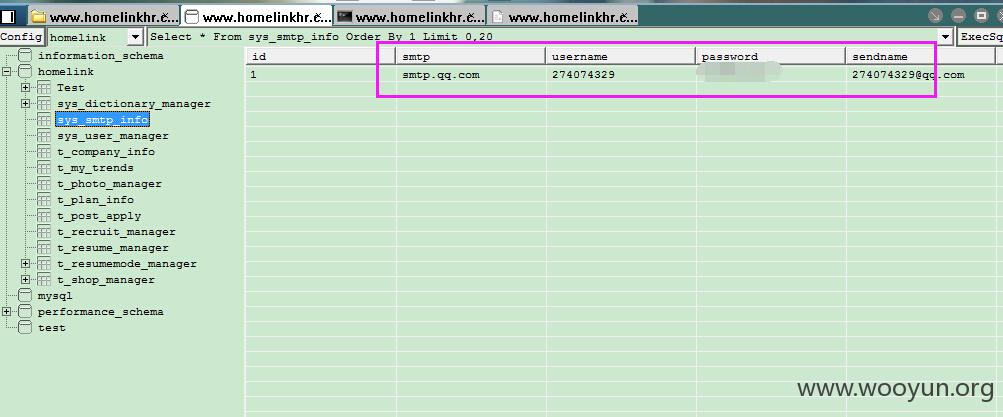 www.homelinkhr.č... www.homelinkhr.č... www.homelinkhr.č... www.homelinkhr.č...
Config homelink Select * From sys_smtp_info Order By 1 Limit 0,20 ExecSq
information_schema
homelink
Test
sys_dictionary_manager
sys_smtp_info
sys_user_manager
t_company_info
t_my_trends
t_photo_manager
t_plan_info
t_post_apply
t_recruit_manager
t_resume_manager
t_resumemode_manager
t_shop_manager
mysql
performance_schema
test
id smtp username password sendname
1 smtp.qq.com 274074329 274074329@qq.com
www.wooyun.org